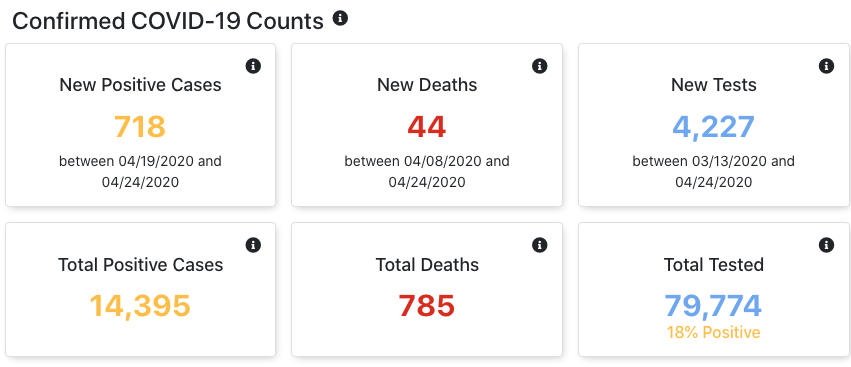 Confirmed COVID-19 Counts
New Positive Cases
718
between 04/19/2020 and
04/24/2020
New Deaths
44
between 04/08/2020 and
04/24/2020
New Tests
4,227
between 03/13/2020 and
04/24/2020
Total Positive Cases
14,395
Total Deaths
785
Total Tested
79,774
18% Positive